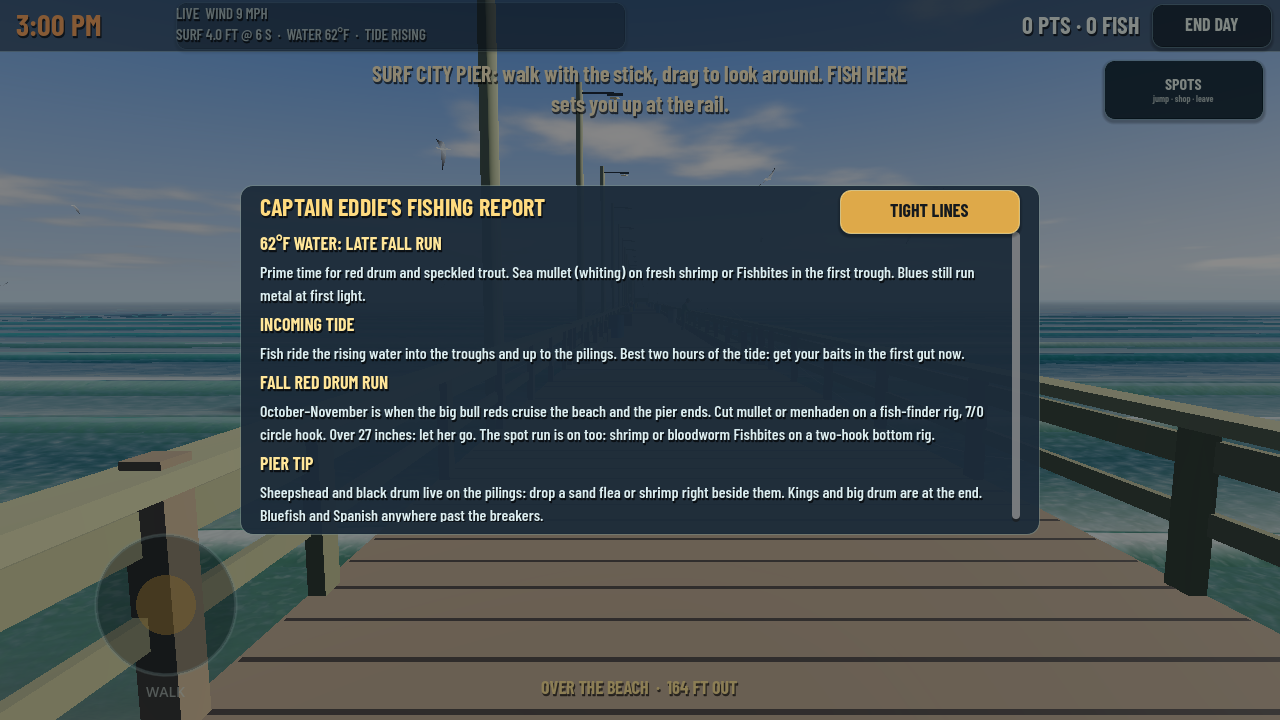 3:00 PM
LIVE WIND 9 MPH
SURF 4.0 FT @ 6 S · WATER 62°F · TIDE RISING
0 PTS · 0 FISH
END DAY
SURF CITY PIER: walk with the stick, drag to look around. FISH HERE
sets you up at the rail.
SPOTS
jump · shop · leave
CAPTAIN EDDIE'S FISHING REPORT
TIGHT LINES
62°F WATER: LATE FALL RUN
Prime time for red drum and speckled trout. Sea mullet (whiting) on fresh shrimp or Fishbites in the first trough. Blues still run
metal at first light.
INCOMING TIDE
Fish ride the rising water into the troughs and up to the pilings. Best two hours of the tide: get your baits in the first gut now.
FALL RED DRUM RUN
October–November is when the big bull reds cruise the beach and the pier ends. Cut mullet or menhaden on a fish-finder rig, 7/0
circle hook. Over 27 inches: let her go. The spot run is on too: shrimp or bloodworm Fishbites on a two-hook bottom rig.
PIER TIP
Sheepshead and black drum live on the pilings: drop a sand flea or shrimp right beside them. Kings and big drum are at the end.
Bluefish and Spanish anywhere past the breakers.
WALK
OVER THE BEACH · 164 FT OUT